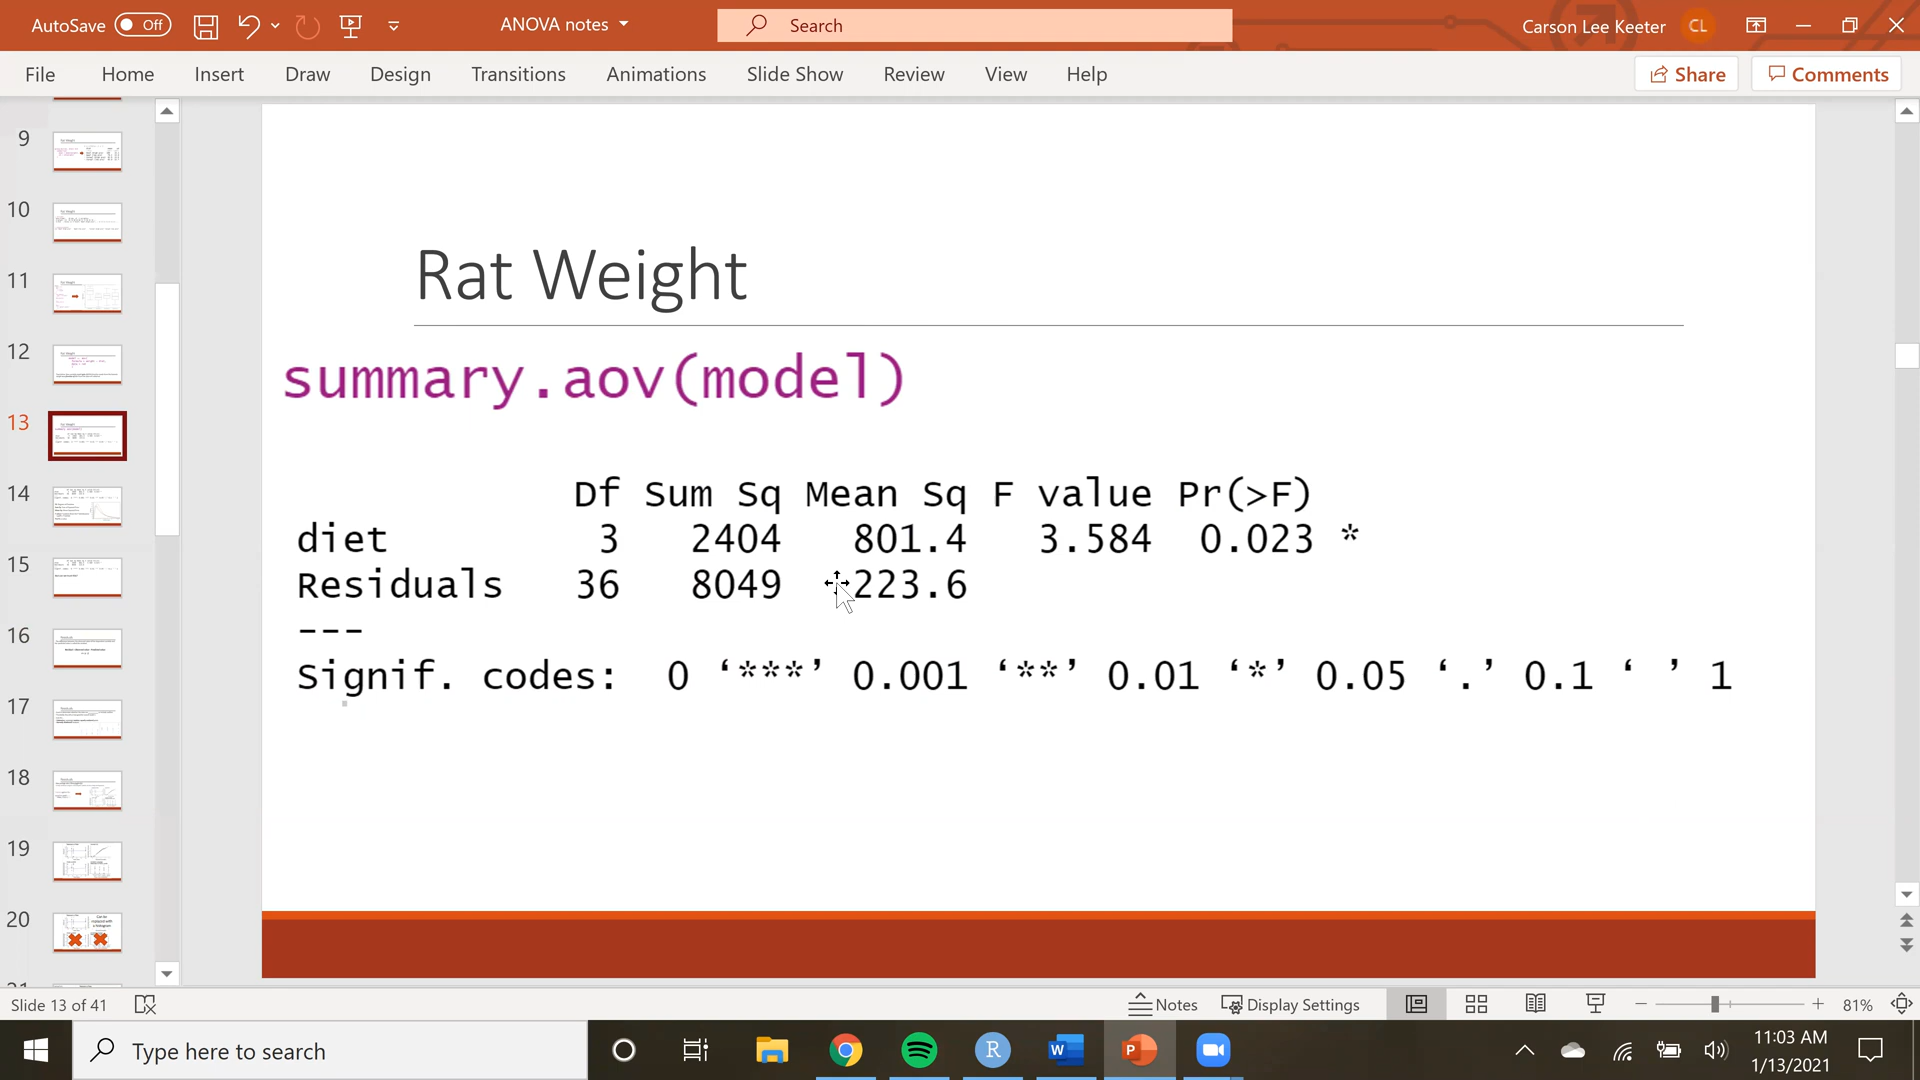 AutoSave Off
ANOVA notes
Search
Carson Lee Keeter
CL
File Home Insert Draw Design Transitions Animations Slide Show Review View Help
Share Comments
9
10
11
12
13
14
15
16
17
18
19
20
Rat Weight
summary.aov(model)
Df Sum Sq Mean Sq F value Pr(>F)
diet 3 2404 801.4 3.584 0.023 *
Residuals 36 8049 223.6
---
Signif. codes: 0 ‘***’ 0.001 ‘**’ 0.01 ‘*’ 0.05 ‘.’ 0.1 ‘ ’ 1
Slide 13 of 41
Notes Display Settings 81%
Type here to search
R W P
11:03 AM
1/13/2021